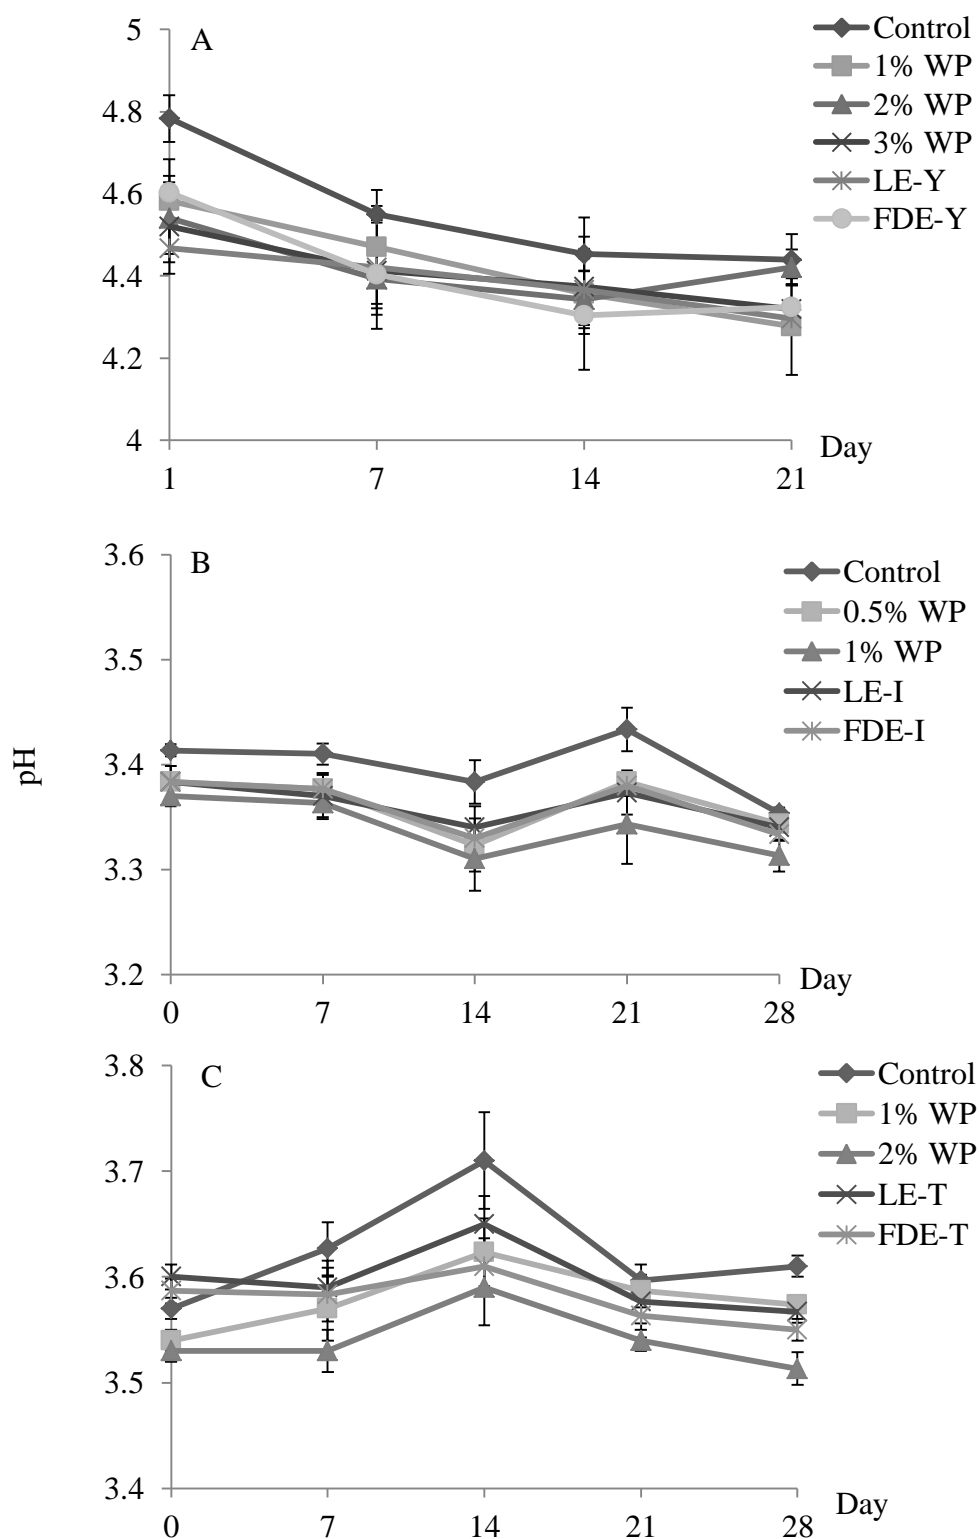 A
5
4.8
4.6
4.4
4.2
4
1 7 14 21
Day
Control
1% WP
2% WP
3% WP
LE-Y
FDE-Y
pH
B
3.6
3.5
3.4
3.3
3.2
0 7 14 21 28
Day
Control
0.5% WP
1% WP
LE-I
FDE-I
C
3.8
3.7
3.6
3.5
3.4
0 7 14 21 28
Day
Control
1% WP
2% WP
LE-T
FDE-T